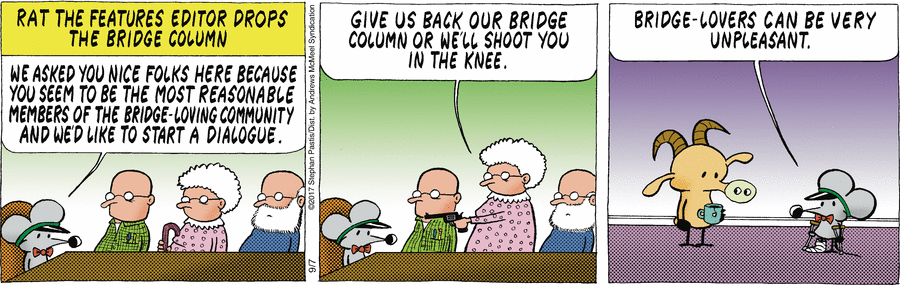 RAT THE FEATURES EDITOR DROPS
THE BRIDGE COLUMN
WE ASKED YOU NICE FOLKS HERE BECAUSE
YOU SEEM TO BE THE MOST REASONABLE
MEMBERS OF THE BRIDGE-LOVING COMMUNITY
AND WE'D LIKE TO START A DIALOGUE.
©2017 Stephan Pastis/Dist. by Andrews McMeel Syndication
9/7
GIVE US BACK OUR BRIDGE
COLUMN OR WE'LL SHOOT YOU
IN THE KNEE.
BRIDGE-LOVERS CAN BE VERY
UNPLEASANT.